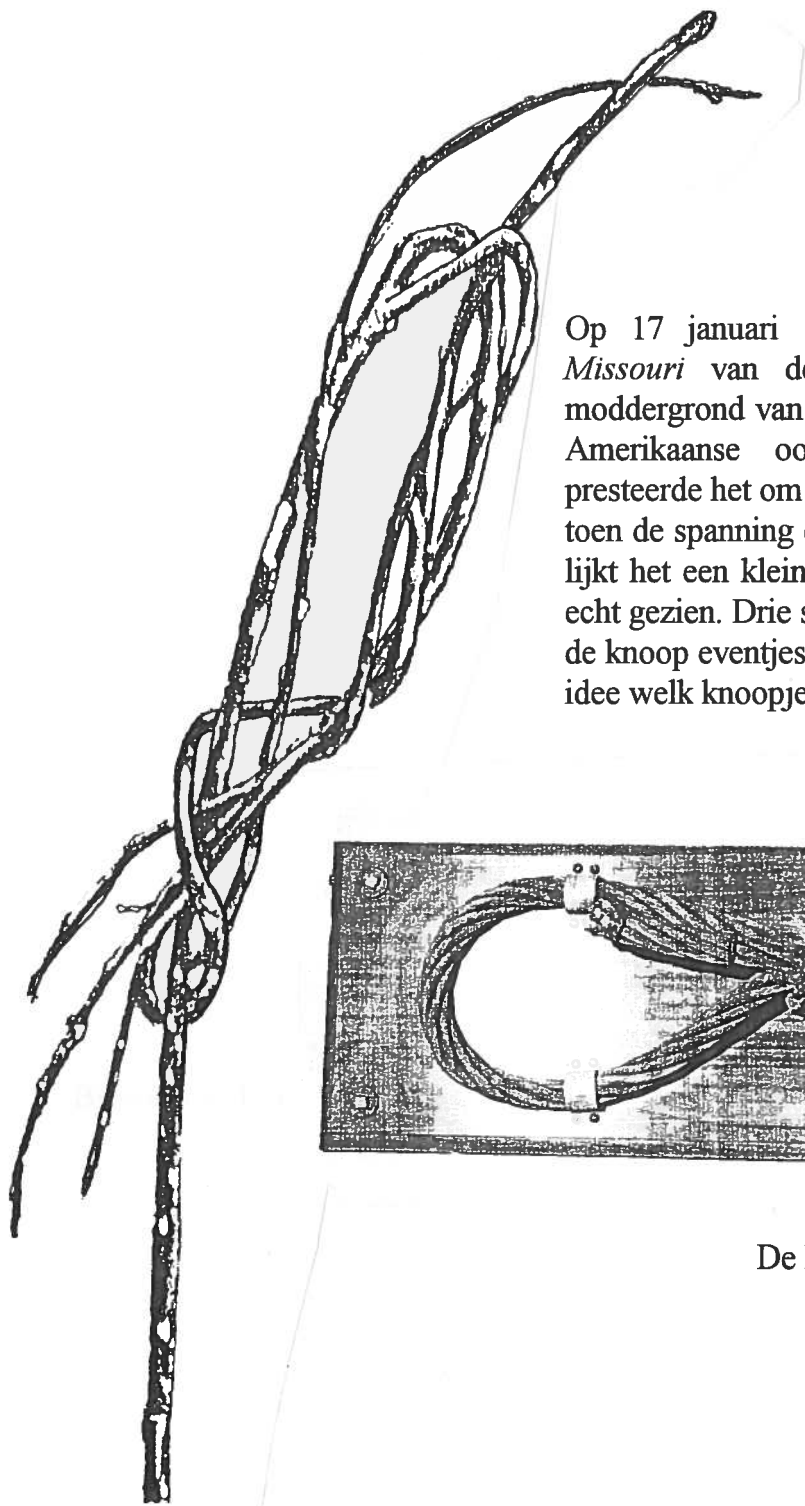 Op 17 januari
Missouri van de
moddergrond van
Amerikaanse oo
presteerde het om
toen de spanning
lijkt het een klein
echt gezien. Drie s
de knoop eventjes
idee welk knoopje
De